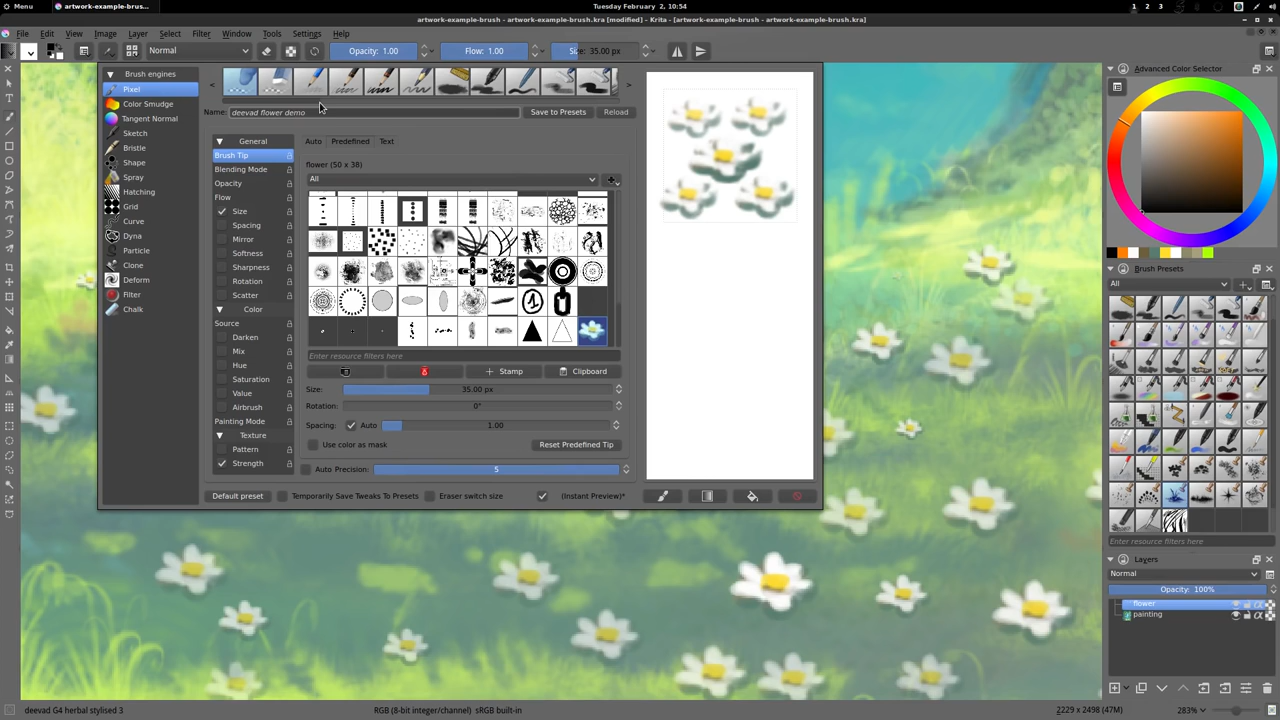 Menu
artwork-example-brus...
Tuesday February 2, 10:54
1 2 3
artwork-example-brush - artwork-example-brush.kra [modified] - Krita - [artwork-example-brush - artwork-example-brush.kra]
File Edit View Image Layer Select Filter Window Tools Settings Help
Normal
Opacity: 1.00
Flow: 1.00
Size: 35.00 px
Brush engines
Pixel
Color Smudge
Tangent Normal
Sketch
Bristle
Shape
Spray
Hatching
Grid
Curve
Dyna
Particle
Clone
Deform
Filter
Chalk
< >
Name: deevad flower demo
Save to Presets
Reload
General
Brush Tip
Blending Mode
Opacity
Flow
Size
Spacing
Mirror
Softness
Sharpness
Rotation
Scatter
Color
Source
Darken
Mix
Hue
Saturation
Value
Airbrush
Painting Mode
Texture
Pattern
Strength
Auto Predefined Text
flower (50 x 38)
All
Enter resource filters here
Stamp
Clipboard
Size: 35.00 px
Rotation: 0°
Spacing: Auto 1.00
Use color as mask
Reset Predefined Tip
Auto Precision: 5
Default preset
Temporarily Save Tweaks To Presets
Eraser switch size
(Instant Preview)*
Advanced Color Selector
Brush Presets
All
Enter resource filters here
Layers
Normal
Opacity: 100%
flower
painting
deevad G4 herbal stylised 3
RGB (8-bit integer/channel) sRGB built-in
2229 x 2498 (47M)
283%